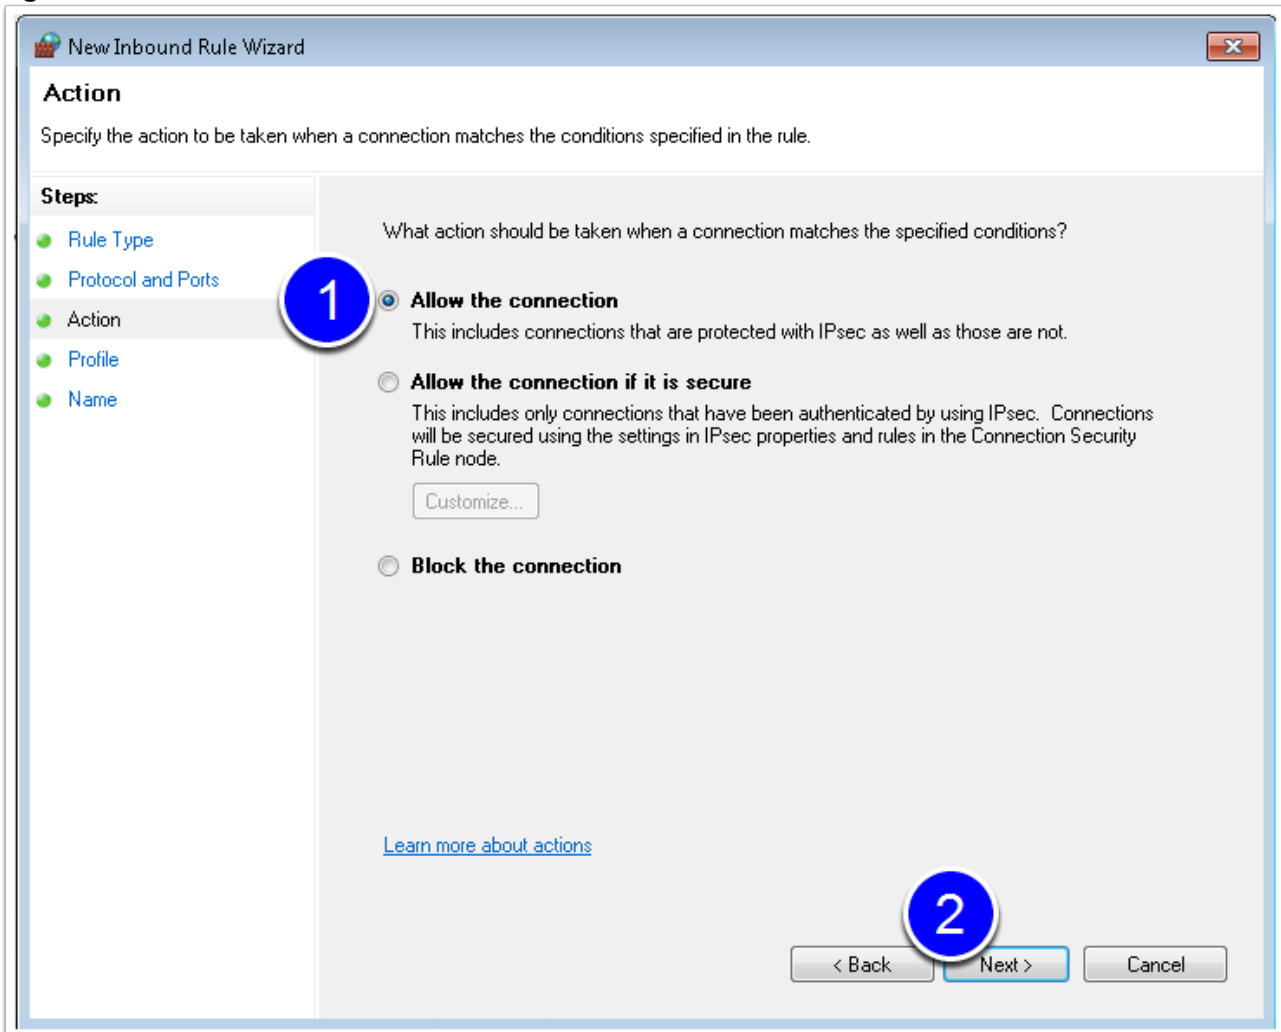 New Inbound Rule Wizard
Action
Specify the action to be taken when a connection matches the conditions specified in the rule.
Steps:
Rule Type
Protocol and Ports
Action
Profile
Name
What action should be taken when a connection matches the specified conditions?
1
Allow the connection
This includes connections that are protected with IPsec as well as those are not.
Allow the connection if it is secure
This includes only connections that have been authenticated by using IPsec. Connections
will be secured using the settings in IPsec properties and rules in the Connection Security
Rule node.
Customize...
Block the connection
Learn more about actions
2
< Back
Next >
Cancel